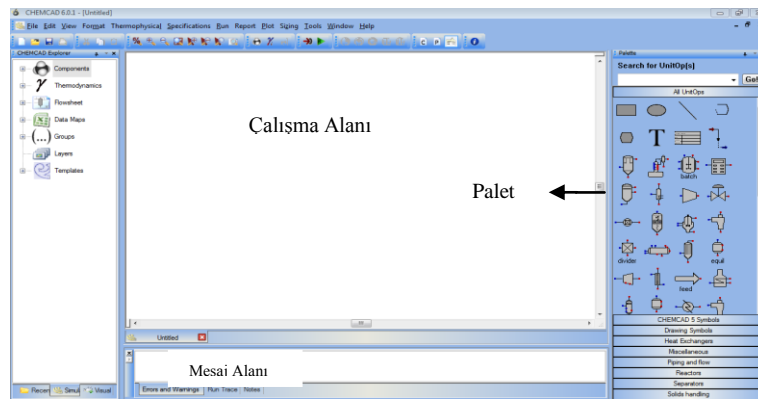 CHEMCAD 6.0.1 - [Untitled]
File Edit View Format Thermophysical Specifications Run Report Plot Sizing Tools Window Help
CHEMCAD Explorer
Components
Thermodynamics
Flowsheet
Data Maps
Groups
Layers
Templates
Recen Simul Visual
Çalışma Alanı
Palet
Untitled
Mesaj Alanı
Errors and Warnings Run Trace Notes
Palette
Search for UnitOp[s]
Go!
All UnitOps
T
batch
divider
equil
feed
CHEMCAD 5 Symbols
Drawing Symbols
Heat Exchangers
Miscellaneous
Piping and flow
Reactors
Separators
Solids handling